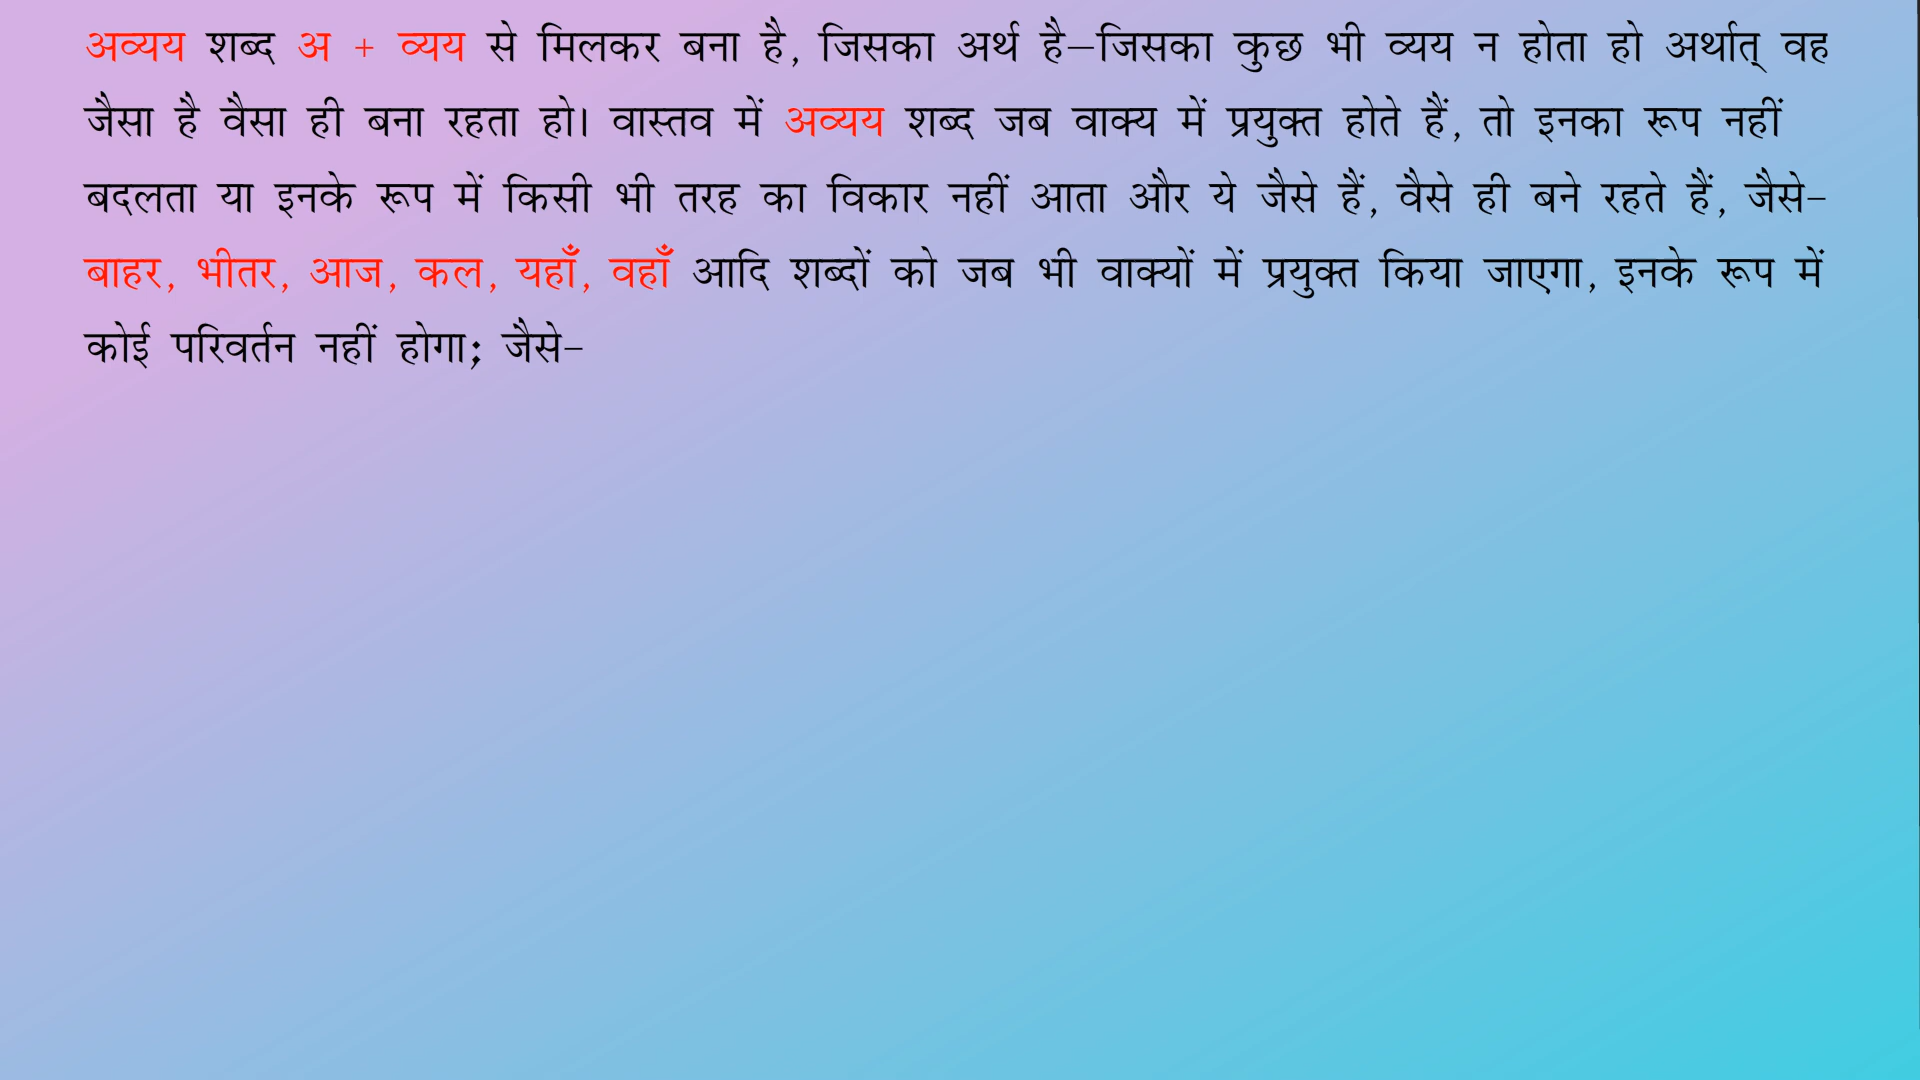 अव्यय शब्द अ + व्यय से मिलकर बना है, जिसका अर्थ है–जिसका कुछ भी व्यय न होता हो अर्थात् वह
जैसा है वैसा ही बना रहता हो। वास्तव में अव्यय शब्द जब वाक्य में प्रयुक्त होते हैं, तो इनका रूप नहीं
बदलता या इनके रूप में किसी भी तरह का विकार नहीं आता और ये जैसे हैं, वैसे ही बने रहते हैं, जैसे-
बाहर, भीतर, आज, कल, यहाँ, वहाँ आदि शब्दों को जब भी वाक्यों में प्रयुक्त किया जाएगा, इनके रूप में
कोई परिवर्तन नहीं होगा; जैसे-